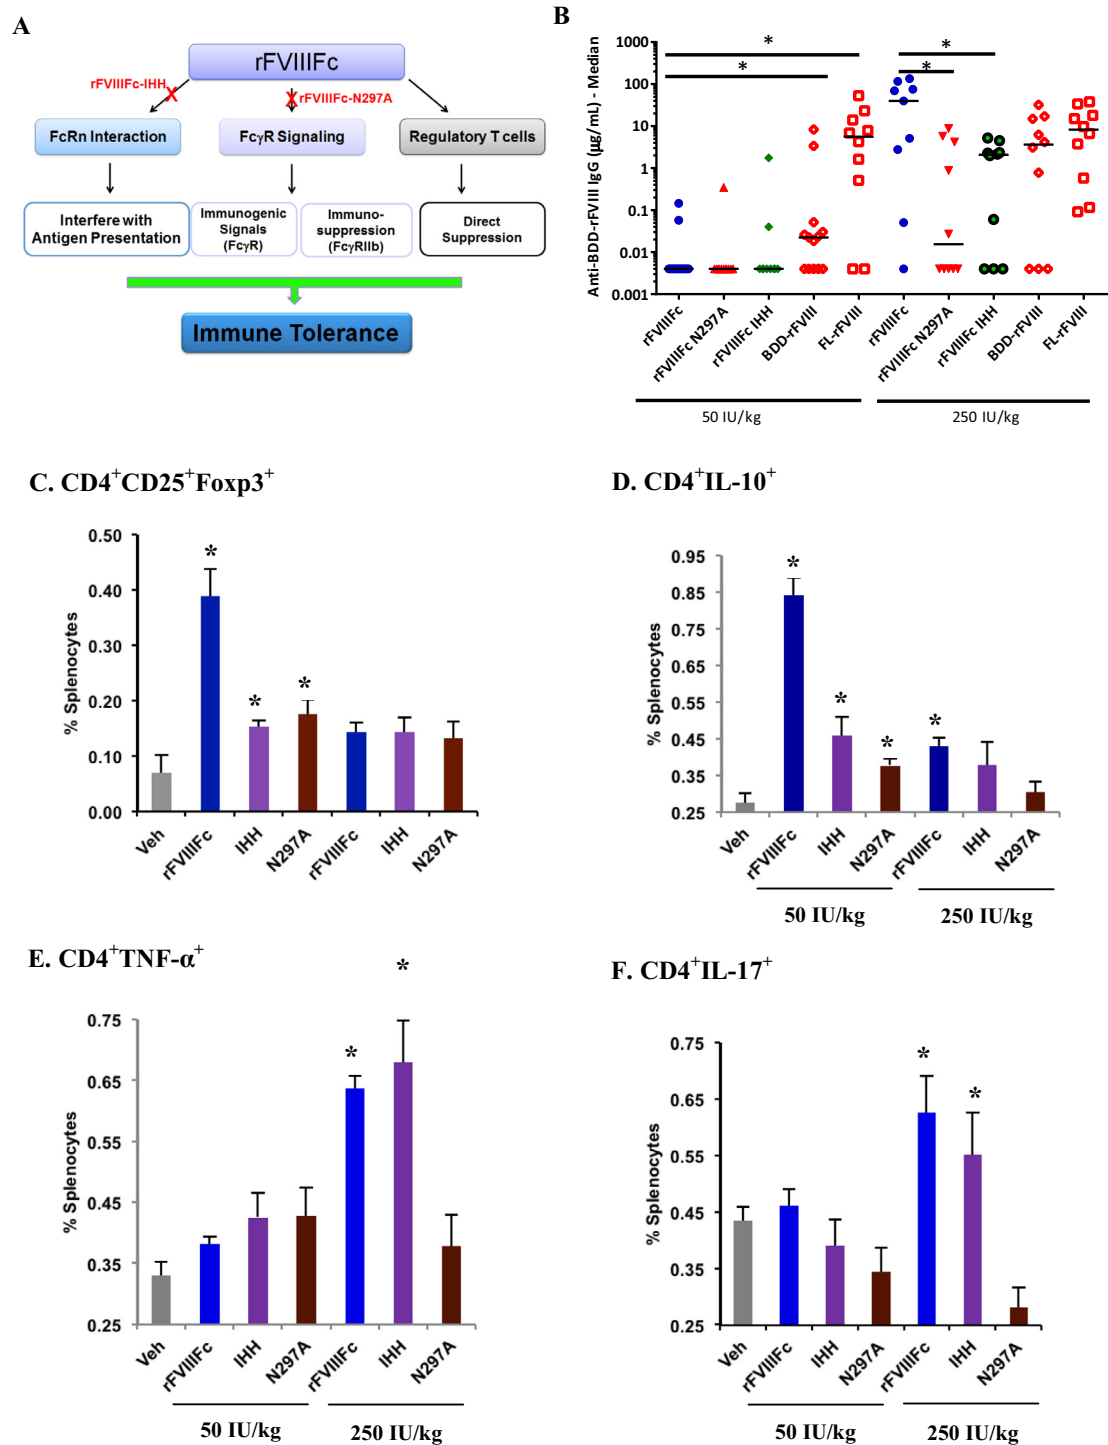 A
rFVIIIFc
rFVIIIFc-IHH
X
X
rFVIIIFc-N297A
FcRn Interaction
FcγR Signaling
Regulatory T cells
Interfere with
Antigen Presentation
Immunogenic
Signals
(FcγR)
Immuno-
suppression
(FcγRIIb)
Direct
Suppression
Immune Tolerance
B
Anti-BDD-rFVIII IgG (µg/mL) - Median
1000
100
10
1
0.1
0.01
0.001
*
*
*
*
rFVIIIFc
rFVIIIFc N297A
rFVIIIFc IHH
BDD-rFVIII
FL-rFVIII
rFVIIIFc
rFVIIIFc N297A
rFVIIIFc IHH
BDD-rFVIII
FL-rFVIII
50 IU/kg
250 IU/kg
C. CD4+CD25+Foxp3+
% Splenocytes
0.50
0.40
0.30
0.20
0.10
0.00
*
*
*
Veh
rFVIIIFc
IHH
N297A
rFVIIIFc
IHH
N297A
D. CD4+IL-10+
% Splenocytes
0.95
0.85
0.75
0.65
0.55
0.45
0.35
0.25
*
*
*
*
Veh
rFVIIIFc
IHH
N297A
rFVIIIFc
IHH
N297A
50 IU/kg
250 IU/kg
E. CD4+TNF-α+
% Splenocytes
0.75
0.65
0.55
0.45
0.35
0.25
*
*
Veh
rFVIIIFc
IHH
N297A
rFVIIIFc
IHH
N297A
50 IU/kg
250 IU/kg
F. CD4+IL-17+
% Splenocytes
0.75
0.65
0.55
0.45
0.35
0.25
*
*
Veh
rFVIIIFc
IHH
N297A
rFVIIIFc
IHH
N297A
50 IU/kg
250 IU/kg